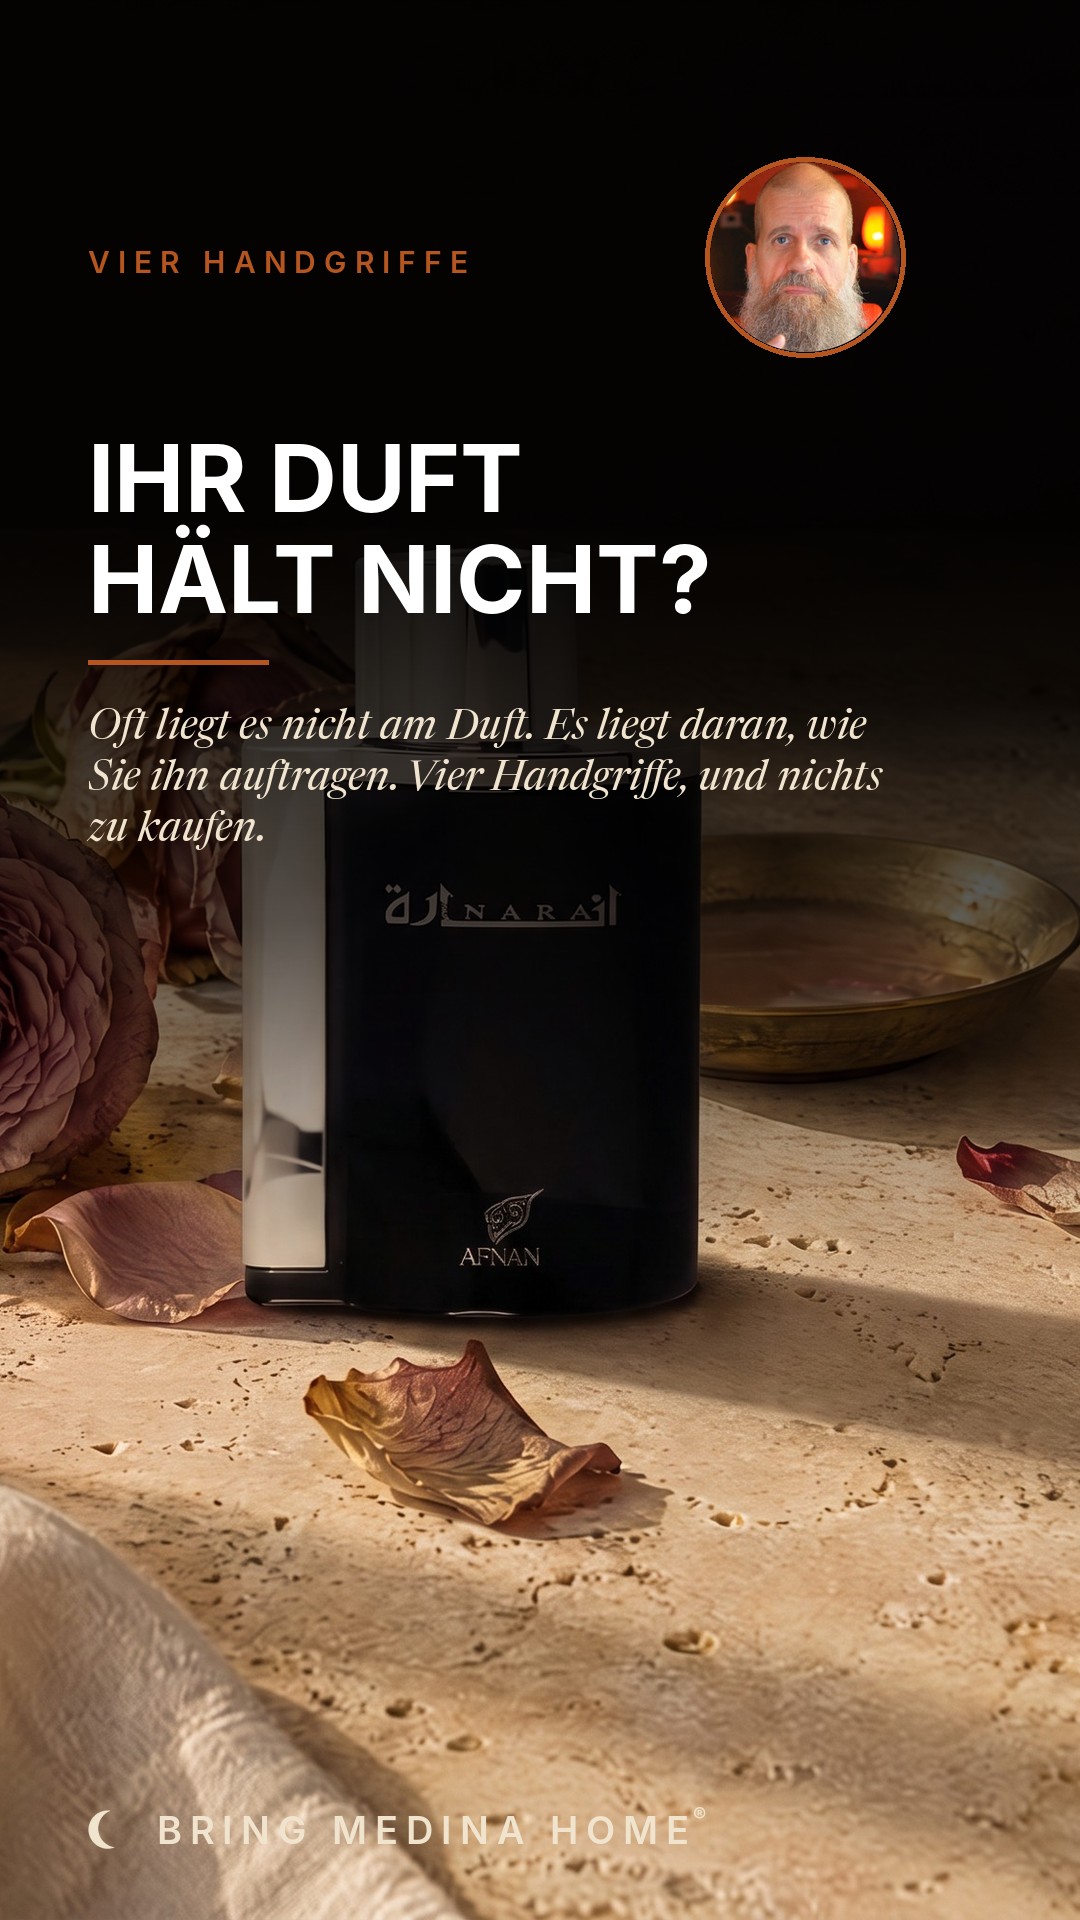 VIER HANDGRIFFE
IHR DUFT
HÄLT NICHT?
Oft liegt es nicht am Duft. Es liegt daran, wie
Sie ihn auftragen. Vier Handgriffe, und nichts
zu kaufen.
انارة NARA
AFNAN
BRING MEDINA HOME®